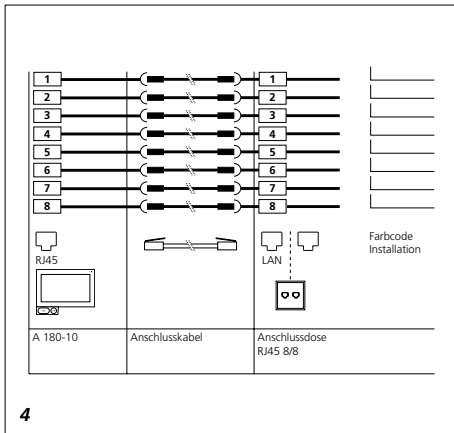 1 1
2 2
3 3
4 4
5 5
6 6
7 7
8 8
RJ45
LAN
Farbcode
Installation
A 180-10
Anschlusskabel
Anschlussdose
RJ45 8/8
4